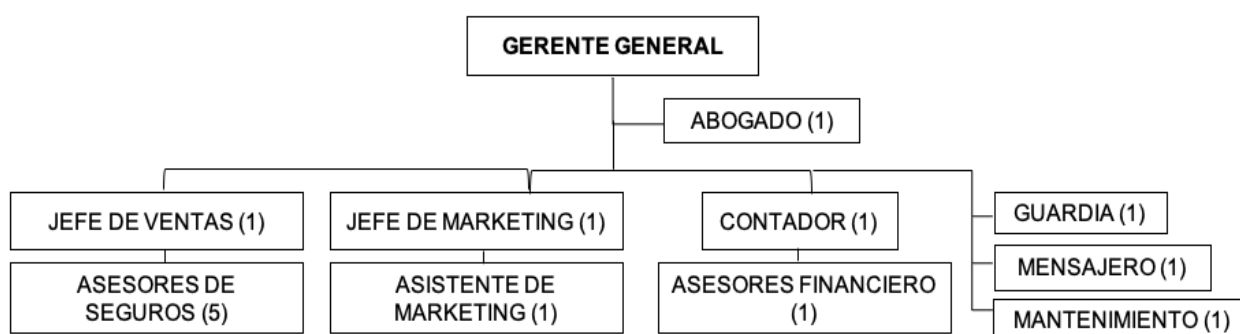 GERENTE GENERAL
ABOGADO (1)
JEFE DE VENTAS (1)
JEFE DE MARKETING (1)
CONTADOR (1)
GUARDIA (1)
ASESORES DE
SEGUROS (5)
ASISTENTE DE
MARKETING (1)
ASESORES FINANCIERO
(1)
MENSAJERO (1)
MANTENIMIENTO (1)